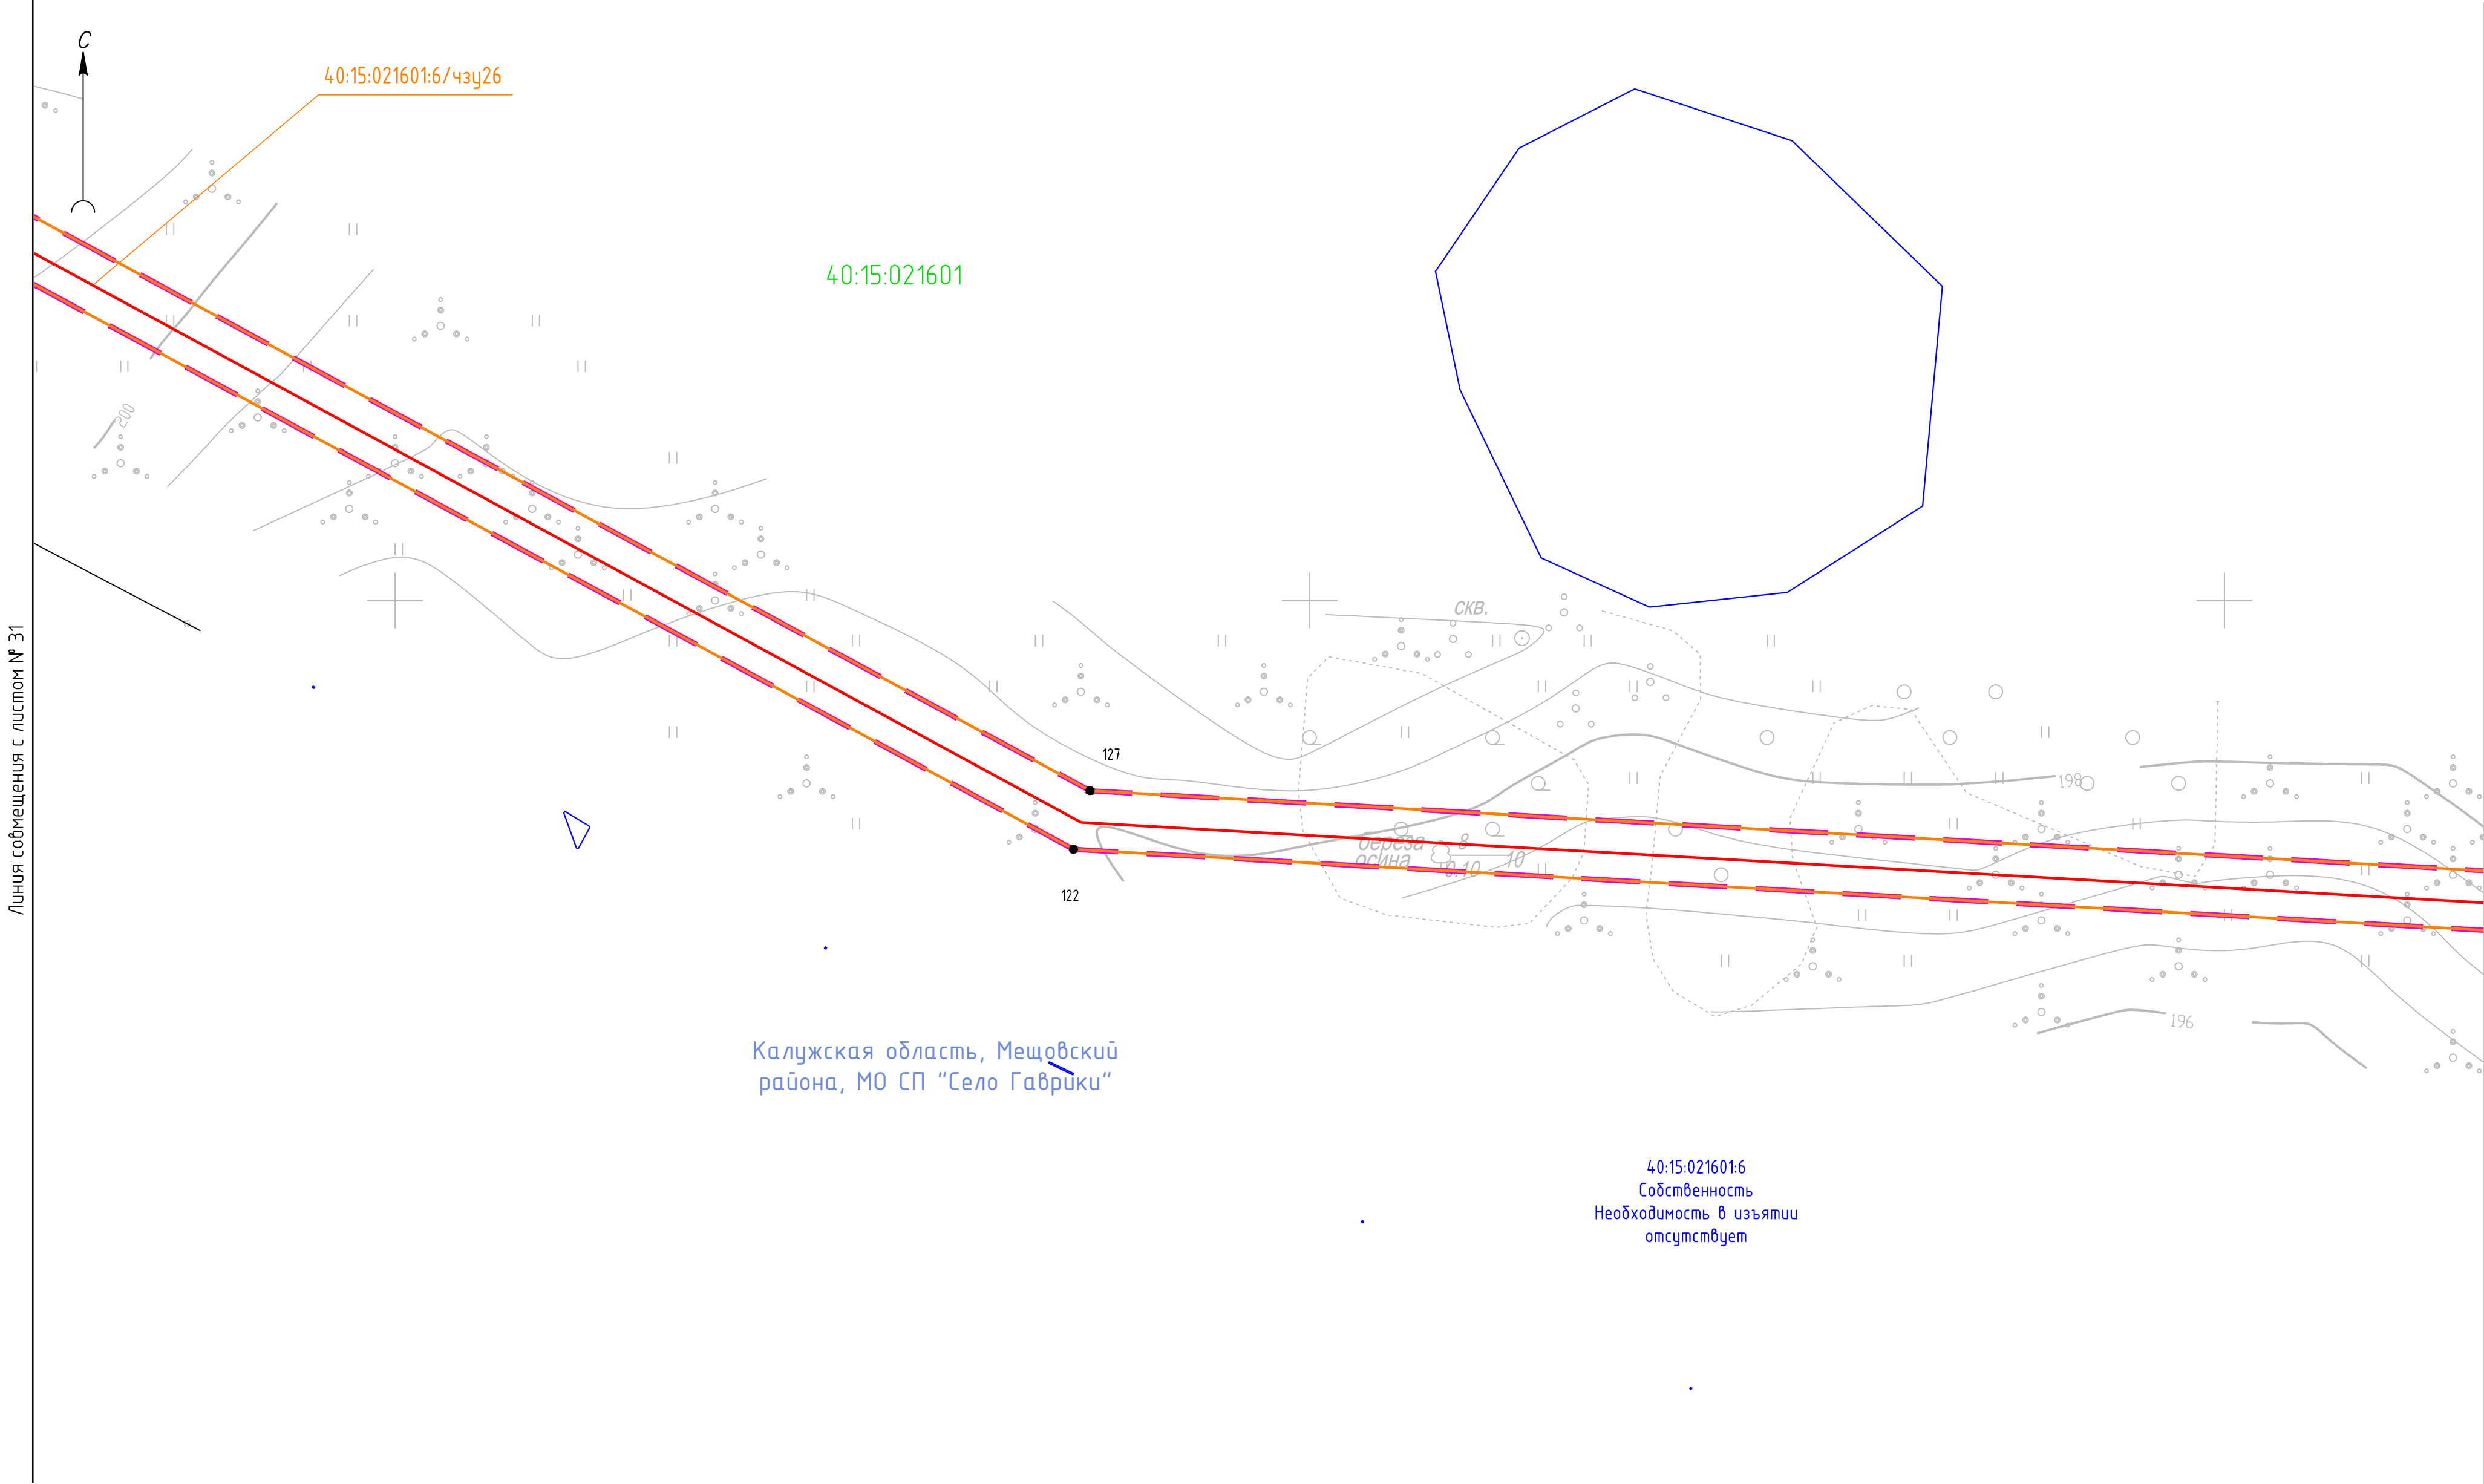 С
40:15:021601:6/чзу26
40:15:021601
200
Линия совмещения с листом № 31
скв.
127
198
береза
осина
8
9.10
10
122
196
Калужская область, Мещовский
района, МО СП "Село Гаврики"
40:15:021601:6
Собственность
Необходимость в изъятии
отсутствует